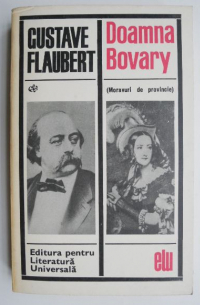 GUSTAVE
FLAUBERT
Doamna
Bovary
(Moravuri de provincie)
Editura pentru
Literatură
Universală
elu